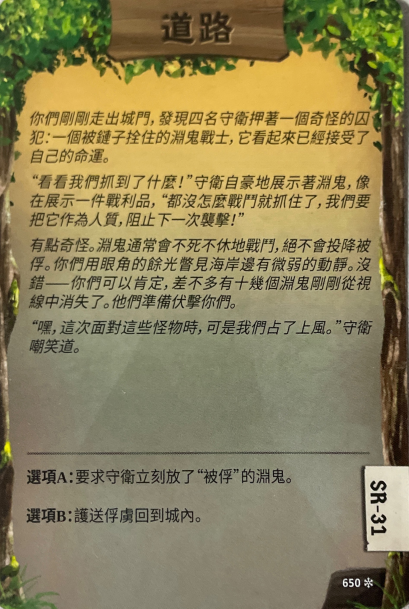 道路
你們剛剛走出城門，發現四名守衛押著一個奇怪的囚
犯：一個被鏈子拴住的淵鬼戰士，它看起來已經接受了
自己的命運。
“看看我們抓到了什麼！”守衛自豪地展示著淵鬼，像
在展示一件戰利品，“都沒怎麼戰鬥就抓住了，我們要
把它作為人質，阻止下一次襲擊！”
有點奇怪。淵鬼通常會不死不休地戰鬥，絕不會投降被
俘。你們用眼角的餘光瞥見海岸邊有微弱的動靜。沒
錯——你們可以肯定，差不多有十幾個淵鬼剛剛從視
線中消失了。他們準備伏擊你們。
“嘿，這次面對這些怪物時，可是我們占了上風。”守衛
嘲笑道。
選項A：要求守衛立刻放了“被俘”的淵鬼。
選項B：護送俘虜回到城內。
SR-31
650 ✻